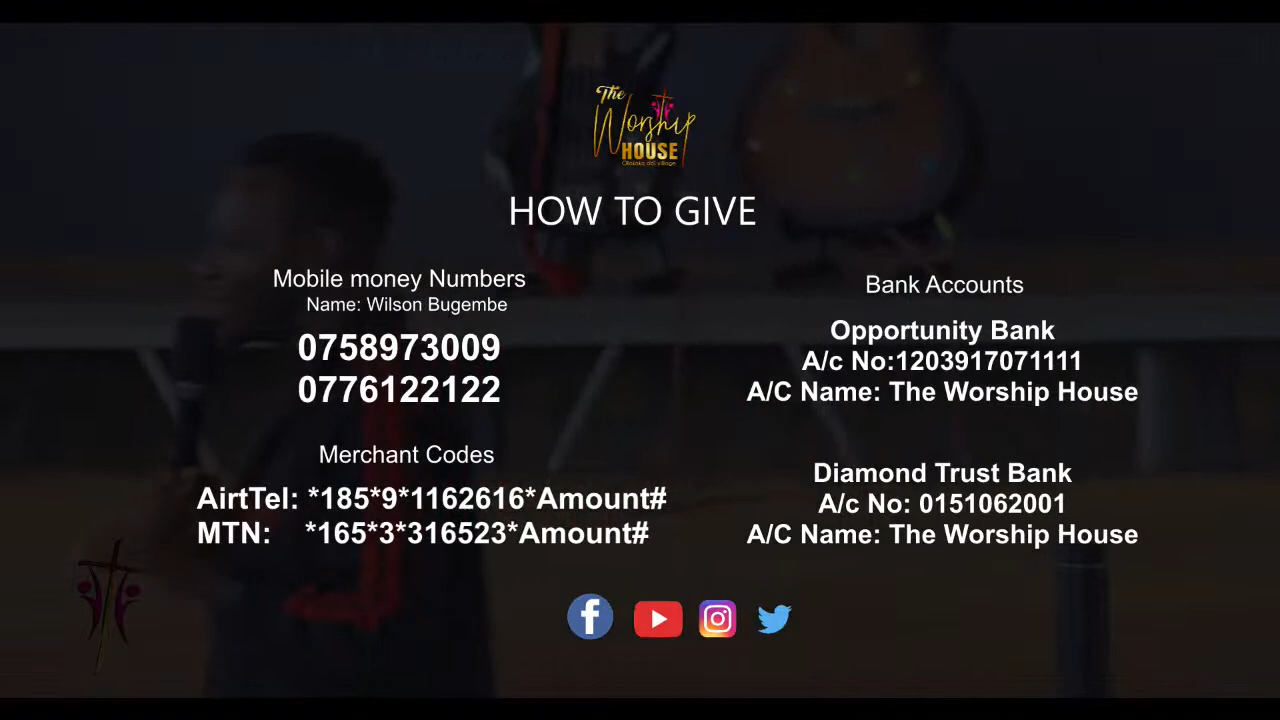 The
Worship
HOUSE
HOW TO GIVE
Mobile money Numbers
Name: Wilson Bugembe
0758973009
0776122122
Merchant Codes
AirtTel: *185*9*1162616*Amount#
MTN: *165*3*316523*Amount#
Bank Accounts
Opportunity Bank
A/c No:1203917071111
A/C Name: The Worship House
Diamond Trust Bank
A/c No: 0151062001
A/C Name: The Worship House